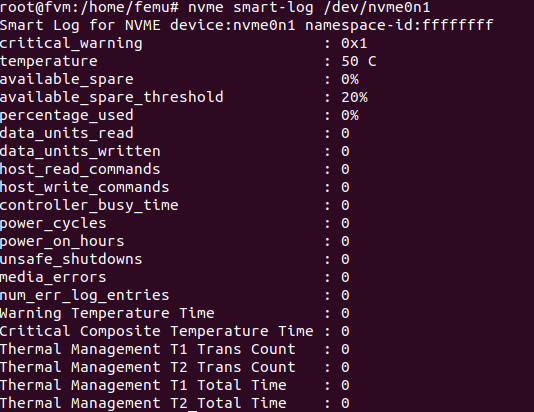 root@fvm:/home/femu# nvme smart-log /dev/nvme0n1
Smart Log for NVME device:nvme0n1 namespace-id:ffffffff
critical_warning : 0x1
temperature : 50 C
available_spare : 0%
available_spare_threshold : 20%
percentage_used : 0%
data_units_read : 0
data_units_written : 0
host_read_commands : 0
host_write_commands : 0
controller_busy_time : 0
power_cycles : 0
power_on_hours : 0
unsafe_shutdowns : 0
media_errors : 0
num_err_log_entries : 0
Warning Temperature Time : 0
Critical Composite Temperature Time : 0
Thermal Management T1 Trans Count : 0
Thermal Management T2 Trans Count : 0
Thermal Management T1 Total Time : 0
Thermal Management T2 Total Time : 0